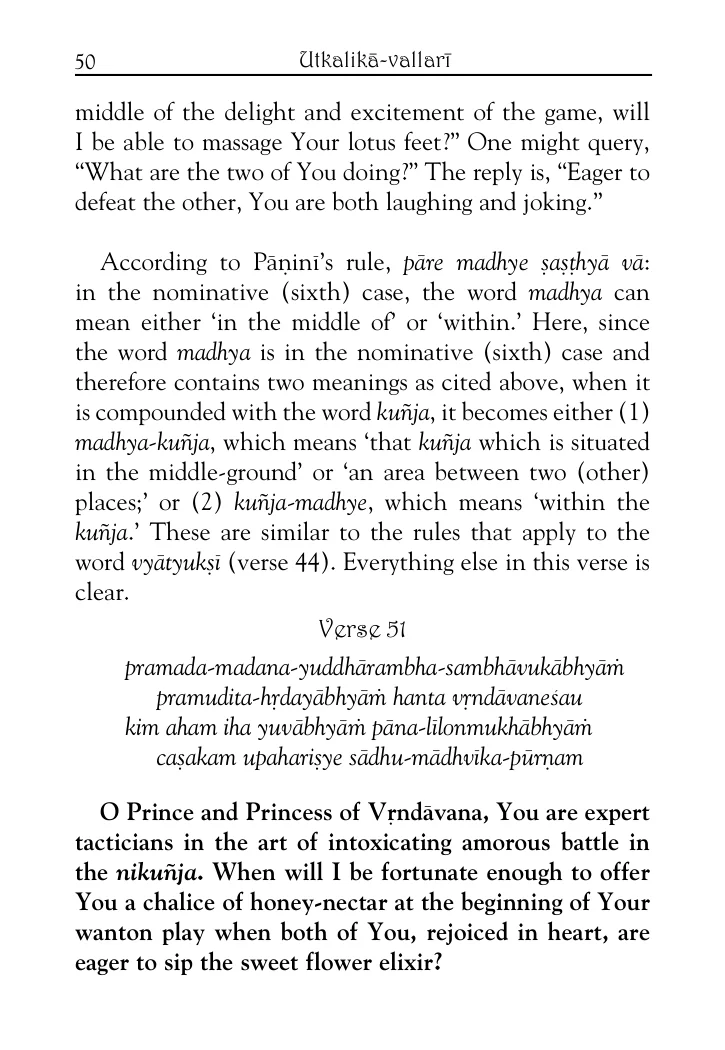 50 Utkalikā-vallarī
middle of the delight and excitement of the game, will
I be able to massage Your lotus feet?” One might query,
“What are the two of You doing?” The reply is, “Eager to
defeat the other, You are both laughing and joking.”
According to Pāṇinī’s rule, pāre madhye ṣaṣṭhyā vā:
in the nominative (sixth) case, the word madhya can
mean either ‘in the middle of’ or ‘within.’ Here, since
the word madhya is in the nominative (sixth) case and
therefore contains two meanings as cited above, when it
is compounded with the word kuñja, it becomes either (1)
madhya-kuñja, which means ‘that kuñja which is situated
in the middle-ground’ or ‘an area between two (other)
places;’ or (2) kuñja-madhye, which means ‘within the
kuñja.’ These are similar to the rules that apply to the
word vyātyukṣī (verse 44). Everything else in this verse is
clear.
Verse 51
pramada-madana-yuddhārambha-sambhāvukābhyāṁ
pramudita-hṛdayābhyāṁ hanta vṛndāvaneśau
kim aham iha yuvābhyāṁ pāna-līlonmukhābhyāṁ
caṣakam upahariṣye sādhu-mādhvīka-pūrṇam
O Prince and Princess of Vṛndāvana, You are expert
tacticians in the art of intoxicating amorous battle in
the nikuñja. When will I be fortunate enough to offer
You a chalice of honey-nectar at the beginning of Your
wanton play when both of You, rejoiced in heart, are
eager to sip the sweet flower elixir?